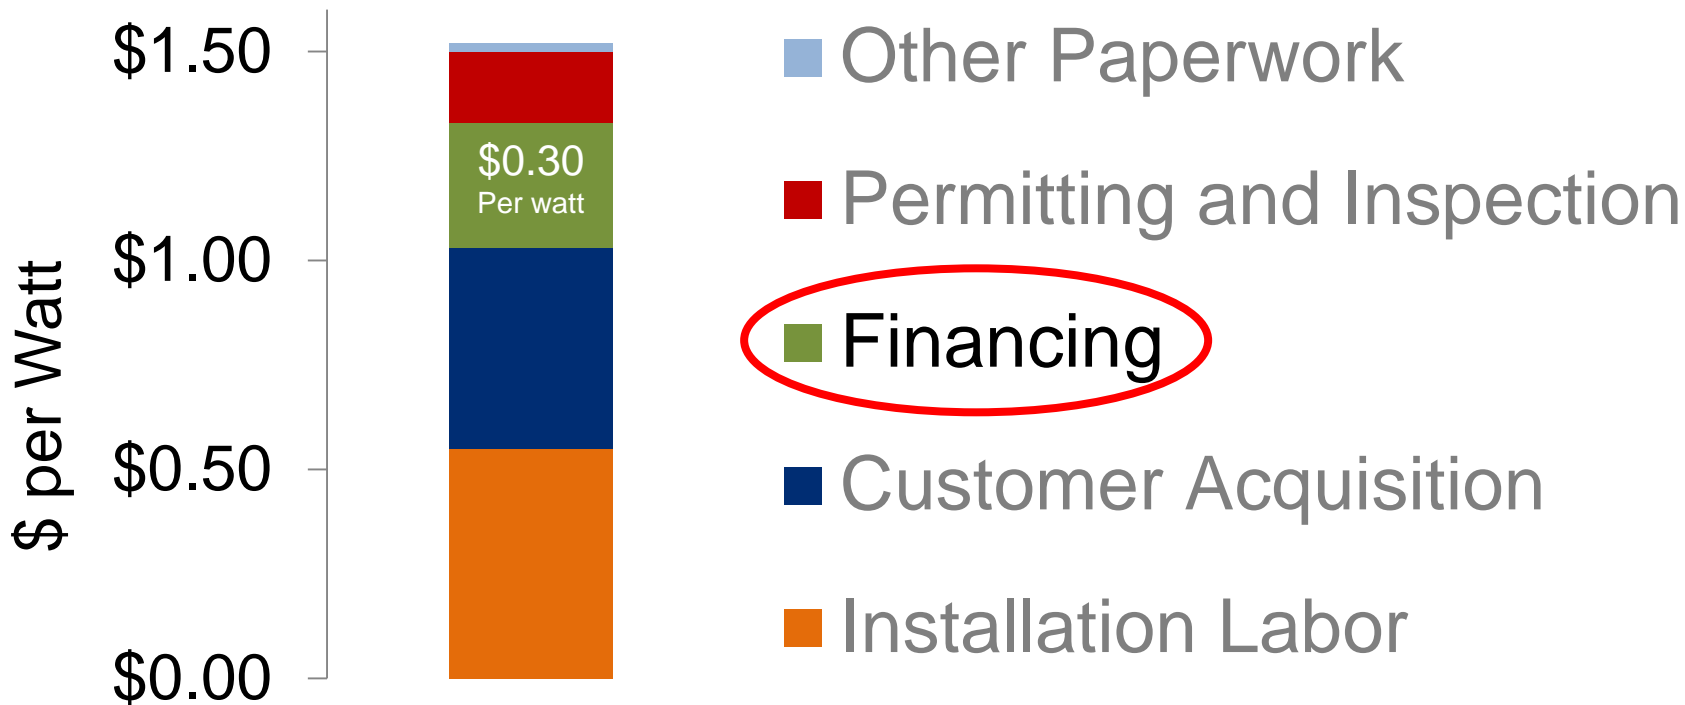 $1.50
$1.00
$0.50
$0.00
$ per Watt
$0.30
Per watt
Other Paperwork
Permitting and Inspection
Financing
Customer Acquisition
Installation Labor